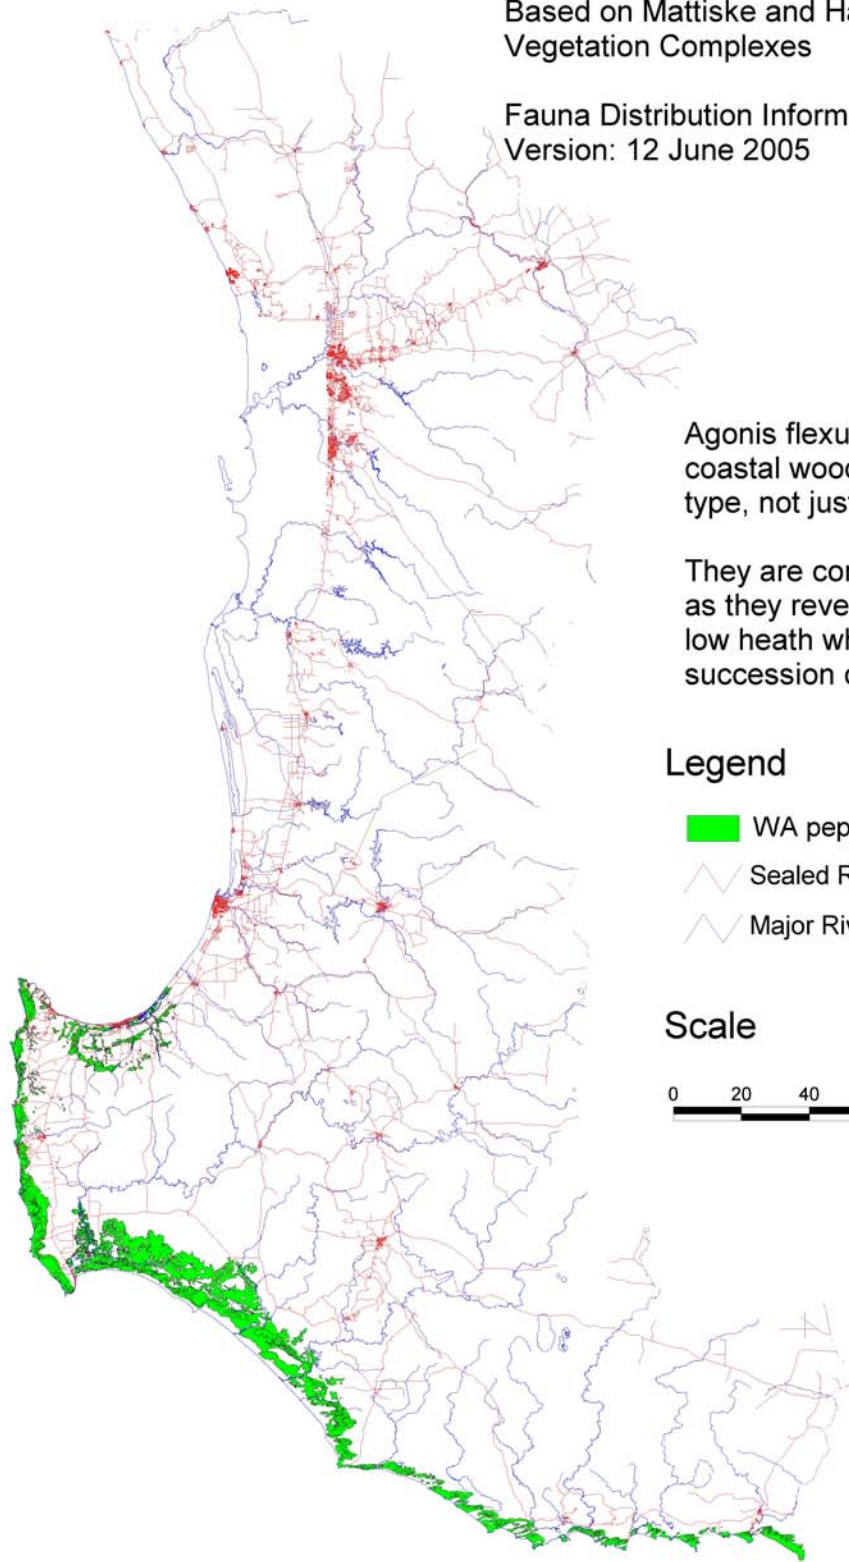 Based on Mattiske and Ha
Vegetation Complexes
Fauna Distribution Inform
Version: 12 June 2005
Agonis flexu
coastal wood
type, not jus
They are co
as they reve
low heath wh
succession o
Legend
WA pep
Sealed R
Major Riv
Scale
0 20 40